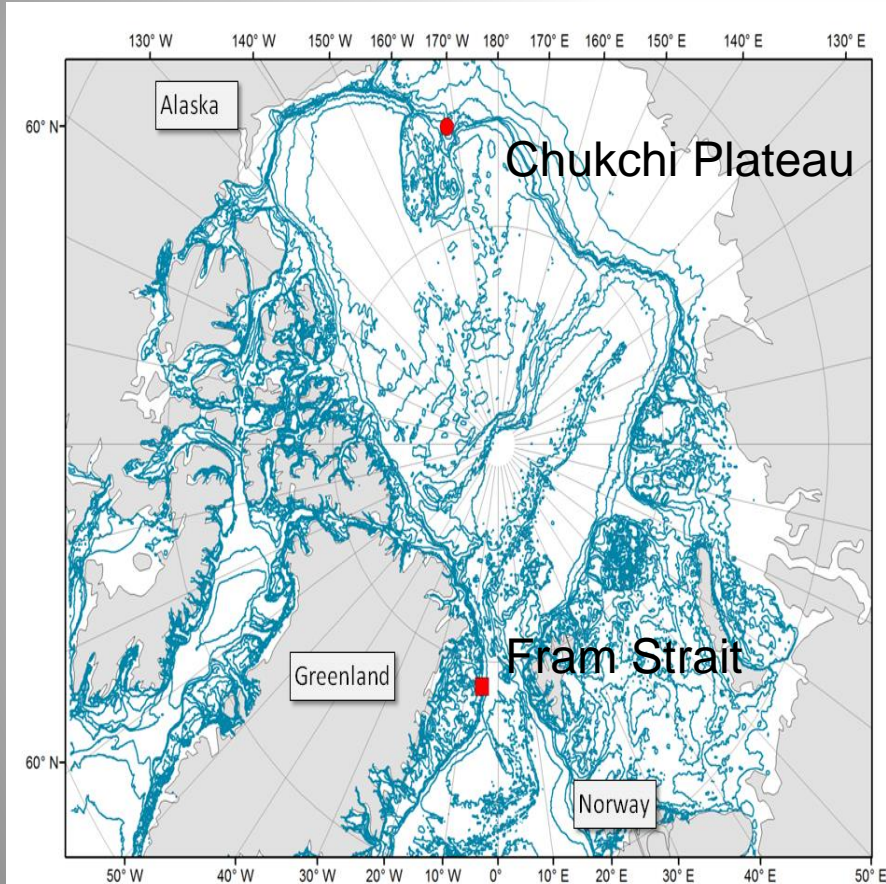 130° W 140° W 150° W 160° W 170° W 180° 170° E 160° E 150° E 140° E 130° E
Alaska
60° N
Chukchi Plateau
Fram Strait
Greenland
60° N
Norway
50° W 40° W 30° W 20° W 10° W 0° 10° E 20° E 30° E 40° E 50° E